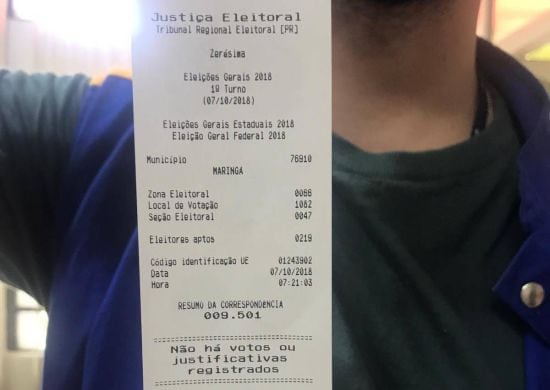 Justiça Eleitoral
Tribunal Regional Eleitoral [PR]
Zerésima
Eleições Gerais 2018
1º Turno
(07/10/2018)
Eleições Gerais Estaduais 2018
Eleição Geral Federal 2018
Município 76910
MARINGA
Zona Eleitoral 0066
Local de Votação 1082
Seção Eleitoral 0047
Eleitores aptos 0219
Código identificação UE 01243902
Data 07/10/2018
Hora 07:21:03
RESUMO DA CORRESPONDÊNCIA
009.501
Não há votos ou
justificativas
registrados